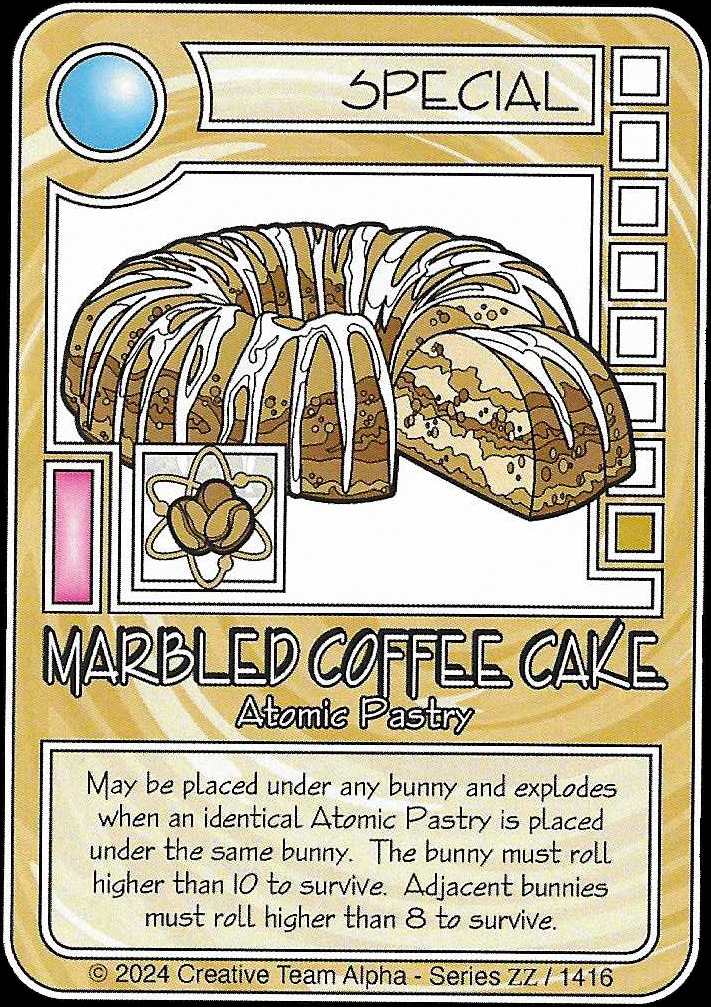 SPECIAL
MARBLED COFFEE CAKE
Atomic Pastry
May be placed under any bunny and explodes
when an identical Atomic Pastry is placed
under the same bunny. The bunny must roll
higher than 10 to survive. Adjacent bunnies
must roll higher than 8 to survive.
© 2024 Creative Team Alpha - Series ZZ / 1416